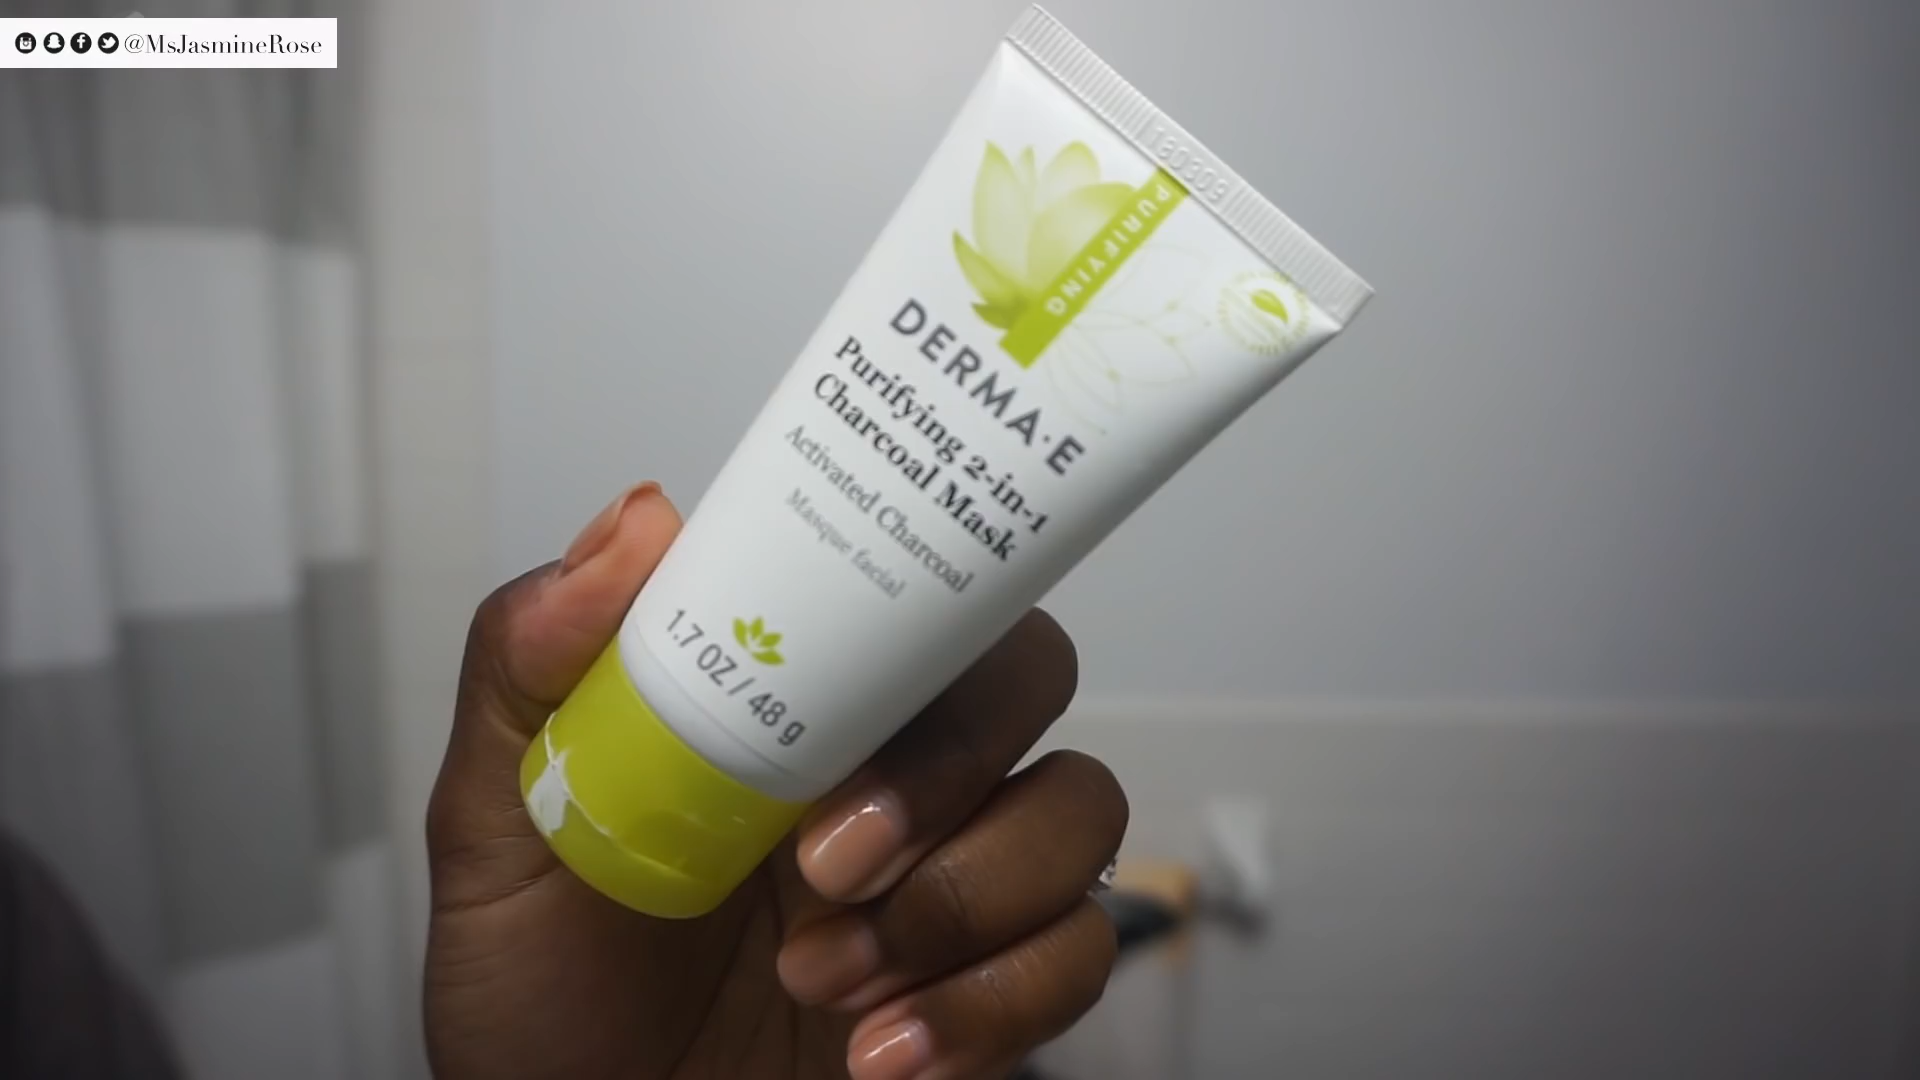 @MsJasmineRose
180309
PURIFYING
DERMA·E
Purifying 2-in-1
Charcoal Mask
Activated Charcoal
Masque facial
1.7 OZ / 48 g